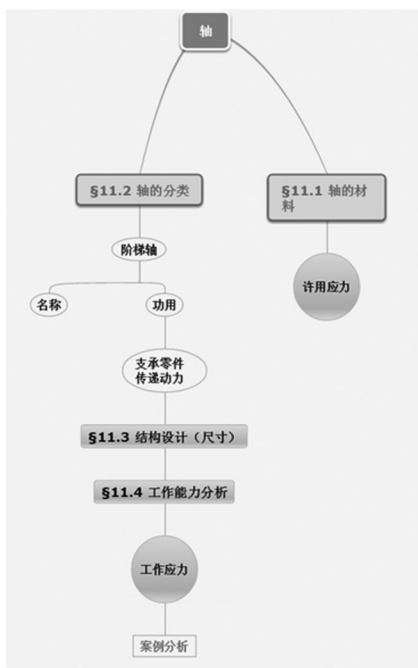 轴
§11.2 轴的分类
§11.1 轴的材
料
阶梯轴
许用应力
名称
功用
支承零件
传递动力
§11.3 结构设计（尺寸）
§11.4 工作能力分析
工作应力
案例分析